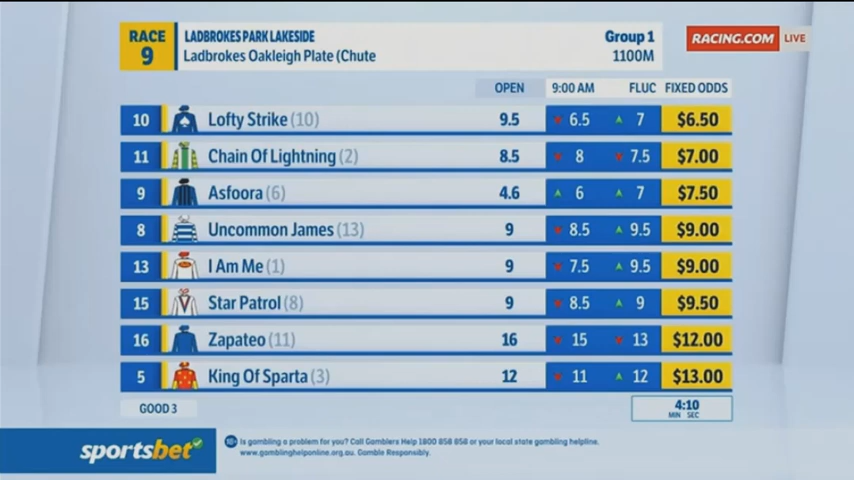 RACE 9
LADBROKES PARK LAKESIDE
Group 1
Ladbrokes Oakleigh Plate (Chute
1100M
RACING.COM LIVE
OPEN 9:00 AM FLUC FIXED ODDS
10 Lofty Strike (10) 9.5 6.5 7 $6.50
11 Chain Of Lightning (2) 8.5 8 7.5 $7.00
9 Asfoora (6) 4.6 6 7 $7.50
8 Uncommon James (13) 9 8.5 9.5 $9.00
13 I Am Me (1) 9 7.5 9.5 $9.00
15 Star Patrol (8) 9 8.5 9 $9.50
16 Zapateo (11) 16 15 13 $12.00
5 King Of Sparta (3) 12 11 12 $13.00
GOOD 3
4:10
MIN SEC
sportsbet
18+ Is gambling a problem for you? Call Gamblers Help 1800 858 858 or your local state gambling helpline.
www.gamblinghelponline.org.au. Gamble Responsibly.